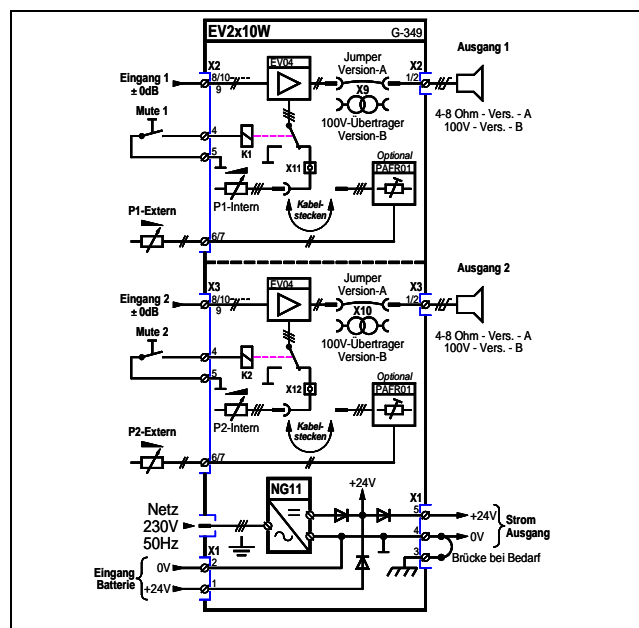 EV2x10W G-349
X2 X2
Eingang 1
± 0dB
8/10
9
EV04
Jumper
Version-A
X9
100V-Übertrager
Version-B
1/2
Ausgang 1
4-8 Ohm - Vers. - A
100V - Vers. - B
Mute 1
4
5
K1
X11
P1-Intern
Kabel-
stecken
Optional
PAFR01
P1-Extern
6/7
X3 X3
Eingang 2
± 0dB
8/10
9
EV04
Jumper
Version-A
X10
100V-Übertrager
Version-B
1/2
Ausgang 2
4-8 Ohm - Vers. - A
100V - Vers. - B
Mute 2
4
5
K2
X12
P2-Intern
Kabel-
stecken
Optional
PAFR01
P2-Extern
6/7
+24V
NG11
Netz
230V
50Hz
X1
5
+24V
4
0V
Strom
Ausgang
3
Brücke bei Bedarf
X1
Eingang
Batterie
0V
2
+24V
1